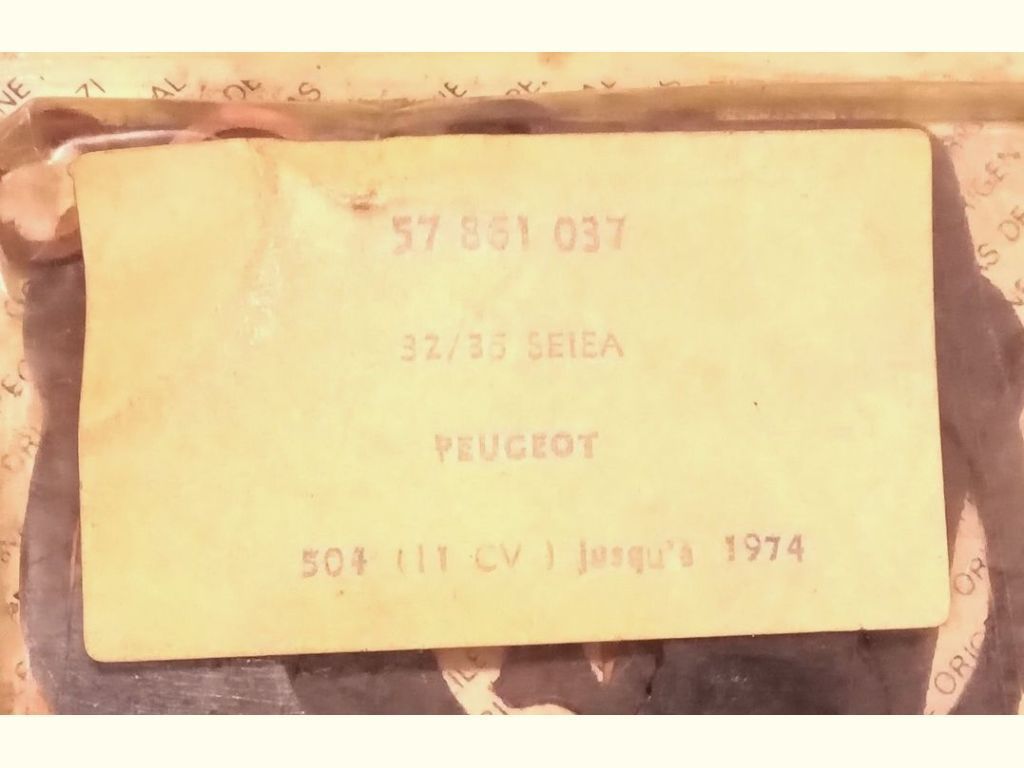 57 861 037
32/35 SEIEA
PEUGEOT
504 (11 CV) jusqu'à 1974